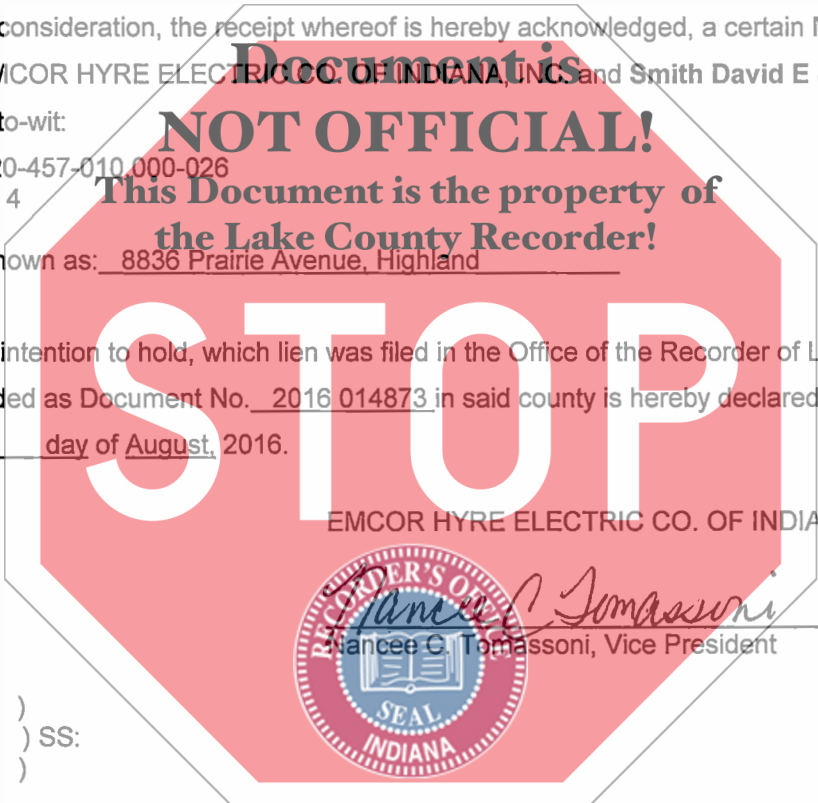 consideration, the receipt whereof is hereby acknowledged, a certain
Document is
COR HYRE ELECTRIC CO. OF INDIANA, INC. and Smith David E
to-wit:
NOT OFFICIAL!
0-457-010.000-026
This Document is the property of
4
the Lake County Recorder!
own as: 8836 Prairie Avenue, Highland
STOP
intention to hold, which lien was filed in the Office of the Recorder of L
ded as Document No. 2016 014873 in said county is hereby declared
day of August, 2016.
EMCOR HYRE ELECTRIC CO. OF INDIA
Nancee C Tomassoni
Nancee C. Tomassoni, Vice President
RECORDER'S OFFICE
SEAL
INDIANA
)
) SS:
)